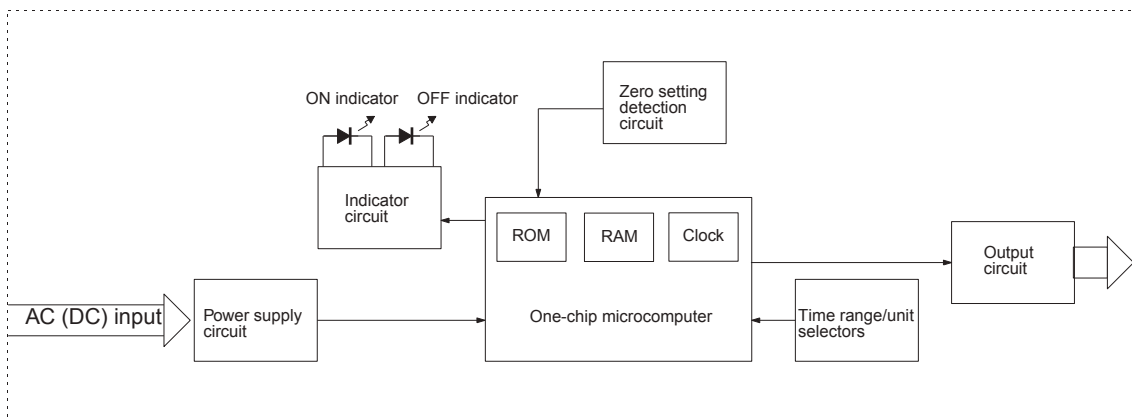 Zero setting
detection
circuit
ON indicator
OFF indicator
Indicator
circuit
ROM
RAM
Clock
One-chip microcomputer
Output
circuit
AC (DC) input
Power supply
circuit
Time range/unit
selectors